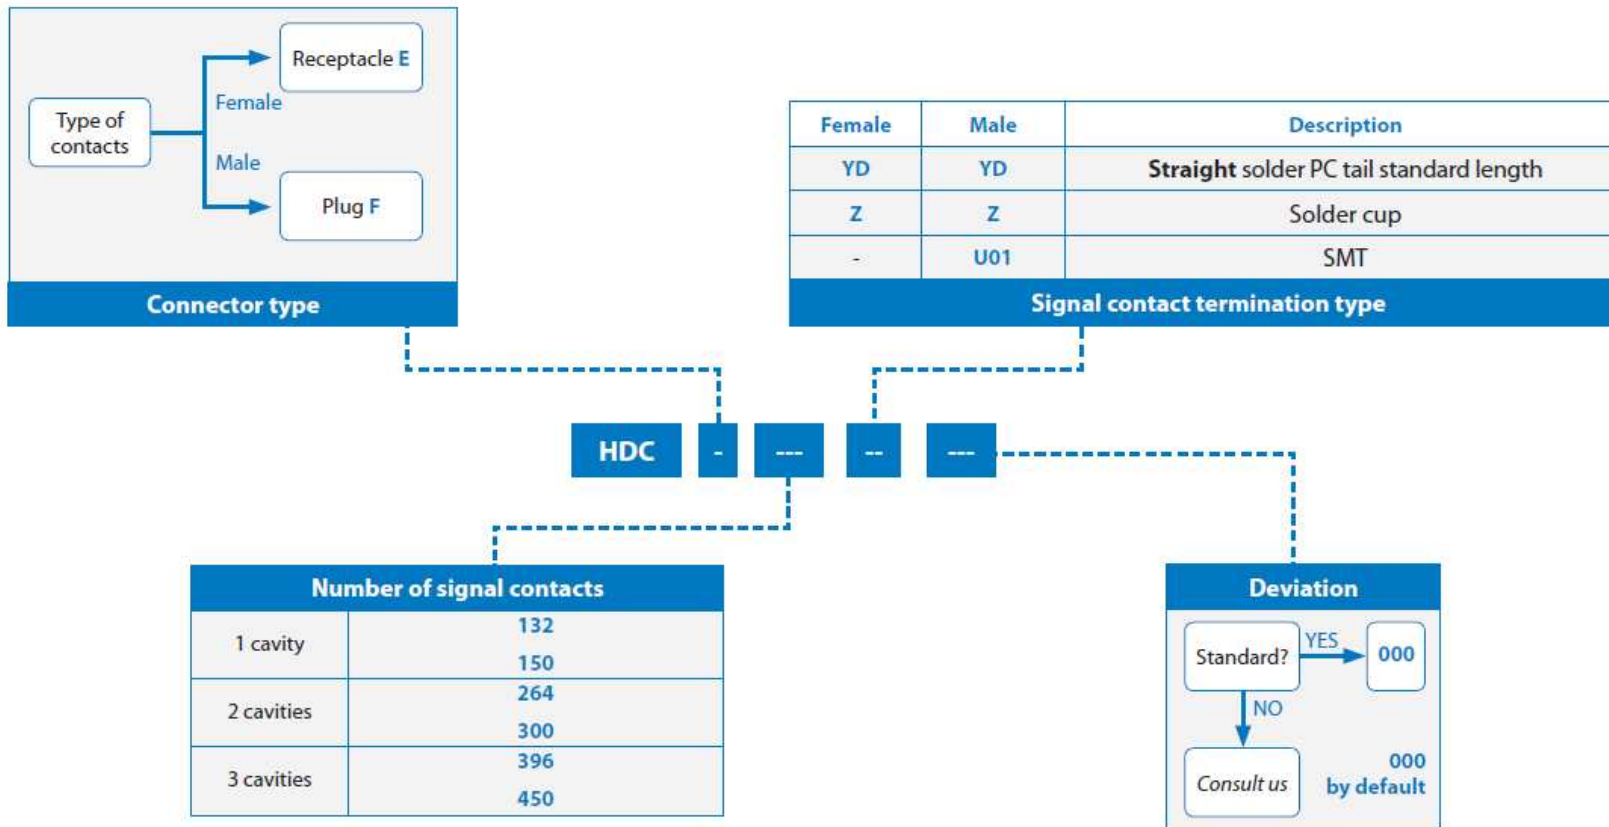 Receptacle E
Female
Type of
contacts
Male
Plug F
Connector type
Female Male Description
YD YD Straight solder PC tail standard length
Z Z Solder cup
- U01 SMT
Signal contact termination type
HDC - --- -- ---
Number of signal contacts
1 cavity
132
150
2 cavities
264
300
3 cavities
396
450
Deviation
Standard? YES 000
NO
Consult us
000
by default